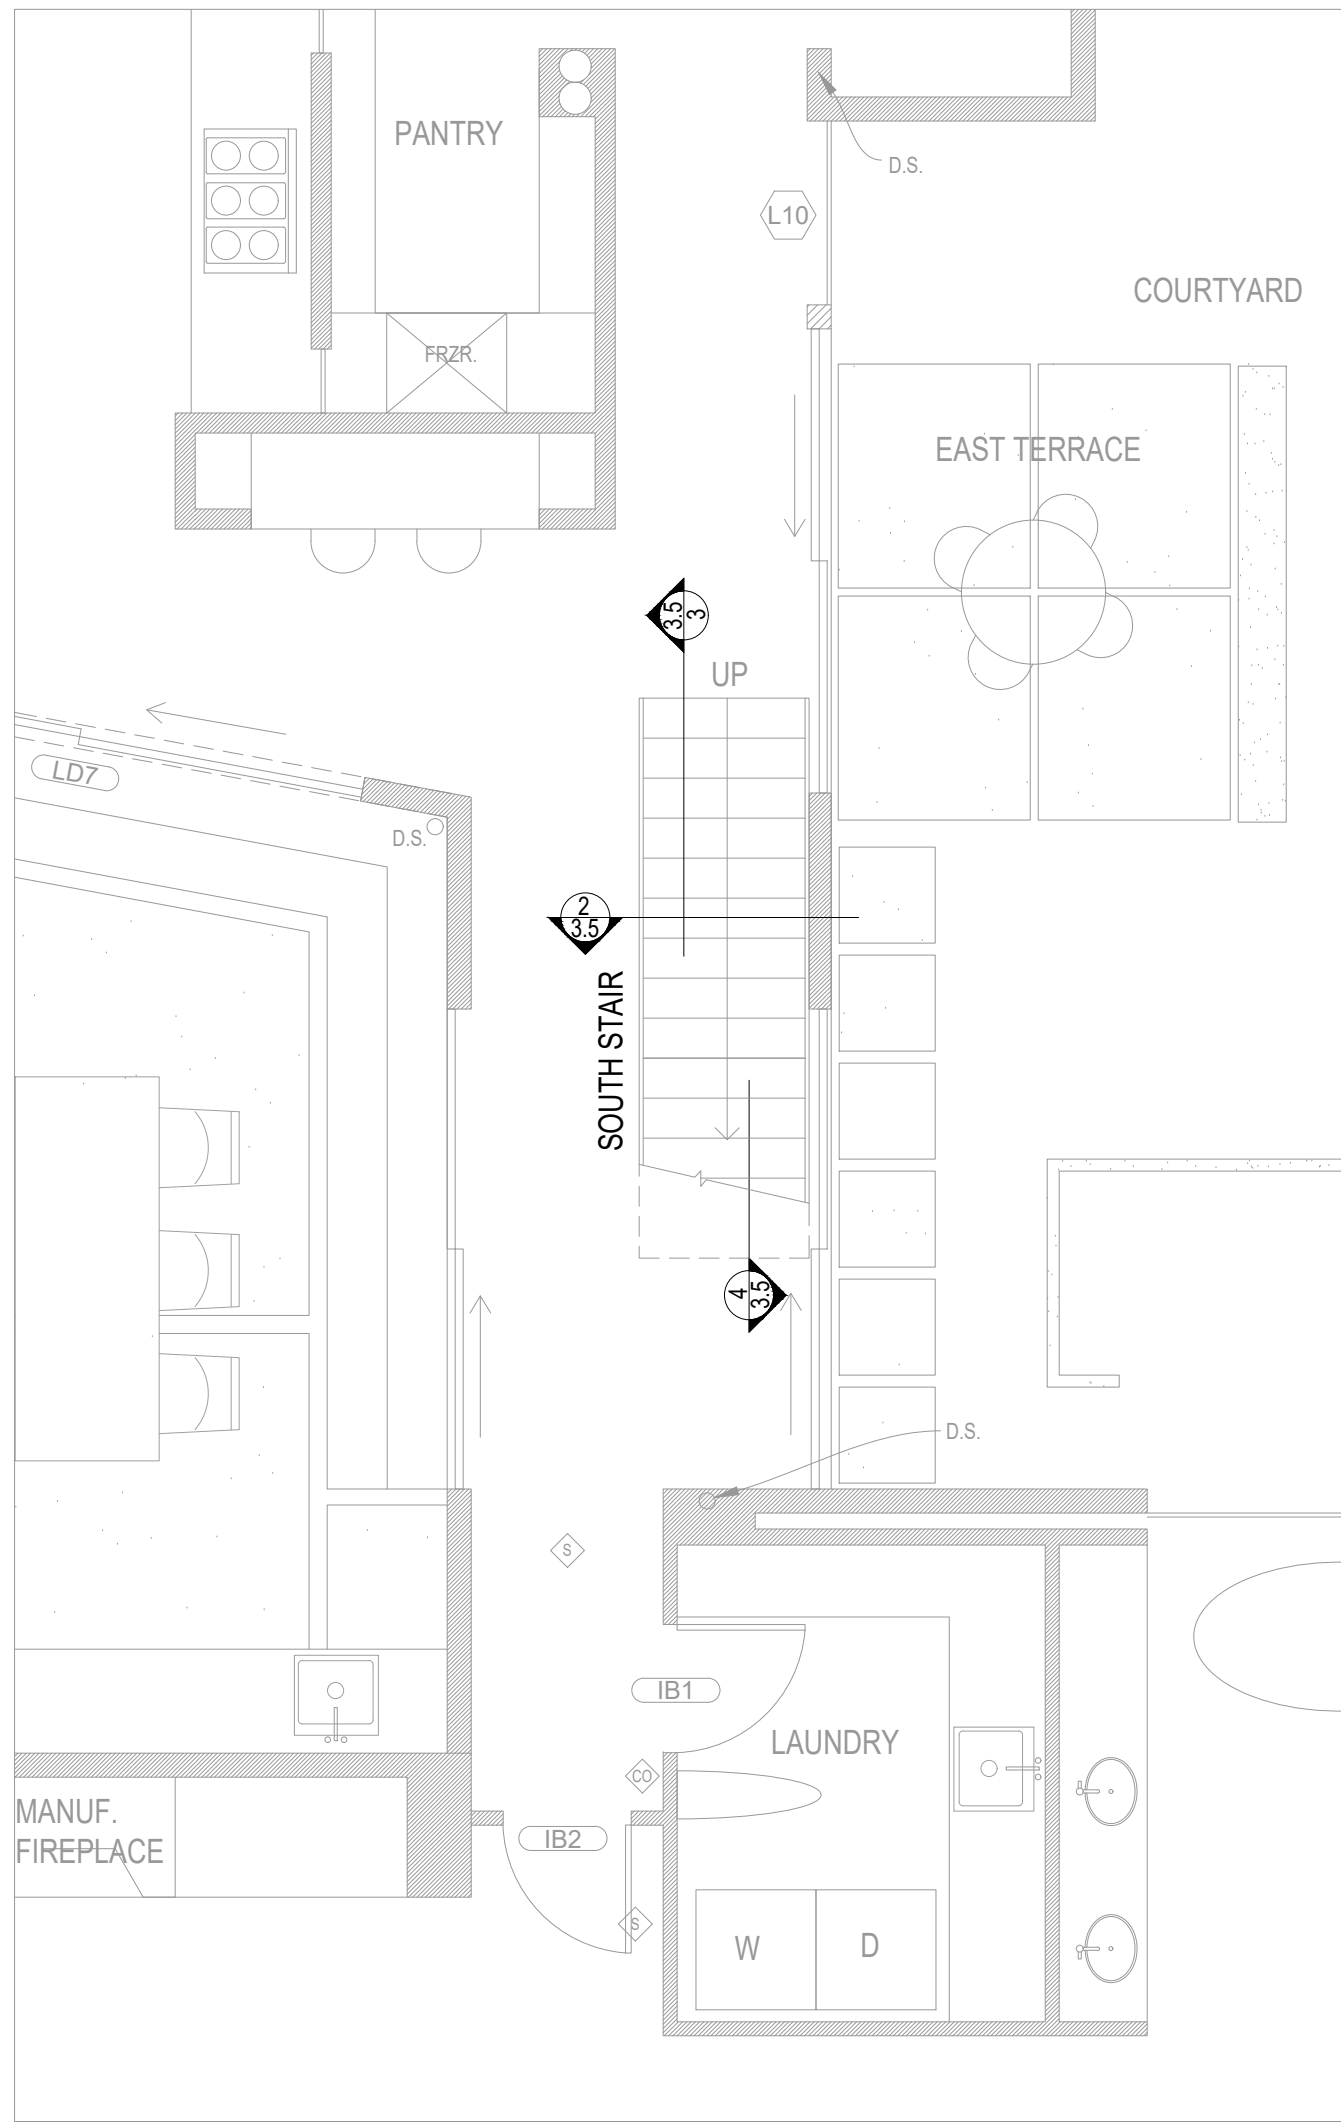 PANTRY
D.S.
L10
COURTYARD
FRZR.
EAST TERRACE
3
3.5
UP
LD7
D.S.
2
3.5
SOUTH STAIR
4
3.5
D.S.
S
IB1
LAUNDRY
CO
MANUF.
FIREPLACE
IB2
S
W
D